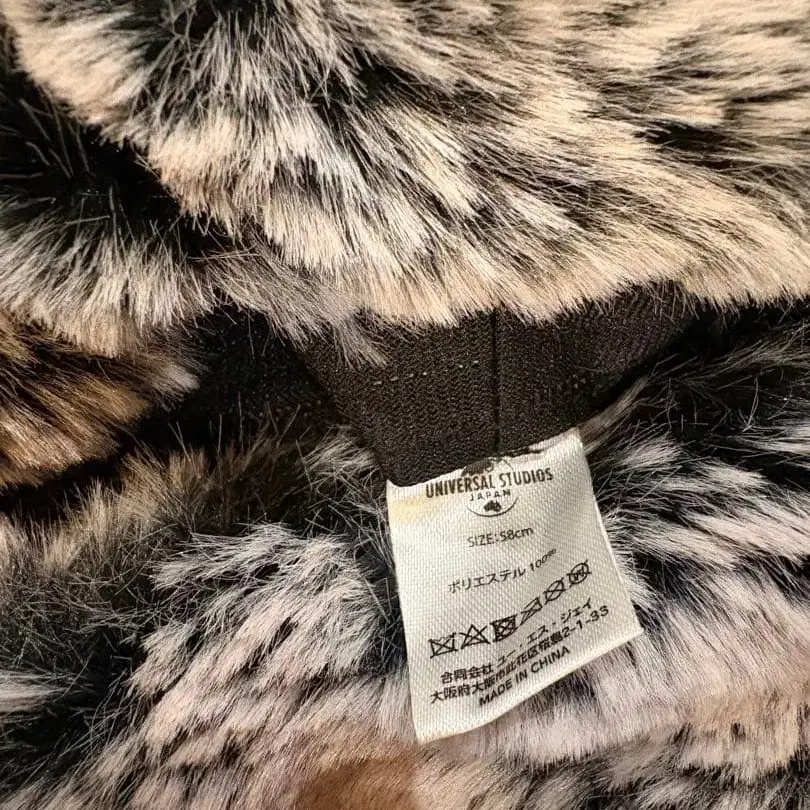 UNIVERSAL STUDIOS
JAPAN
SIZE:58cm
ポリエステル 100%
合同会社ユー・エス・ジェイ
大阪府大阪市此花区桜島2-1-33
MADE IN CHINA